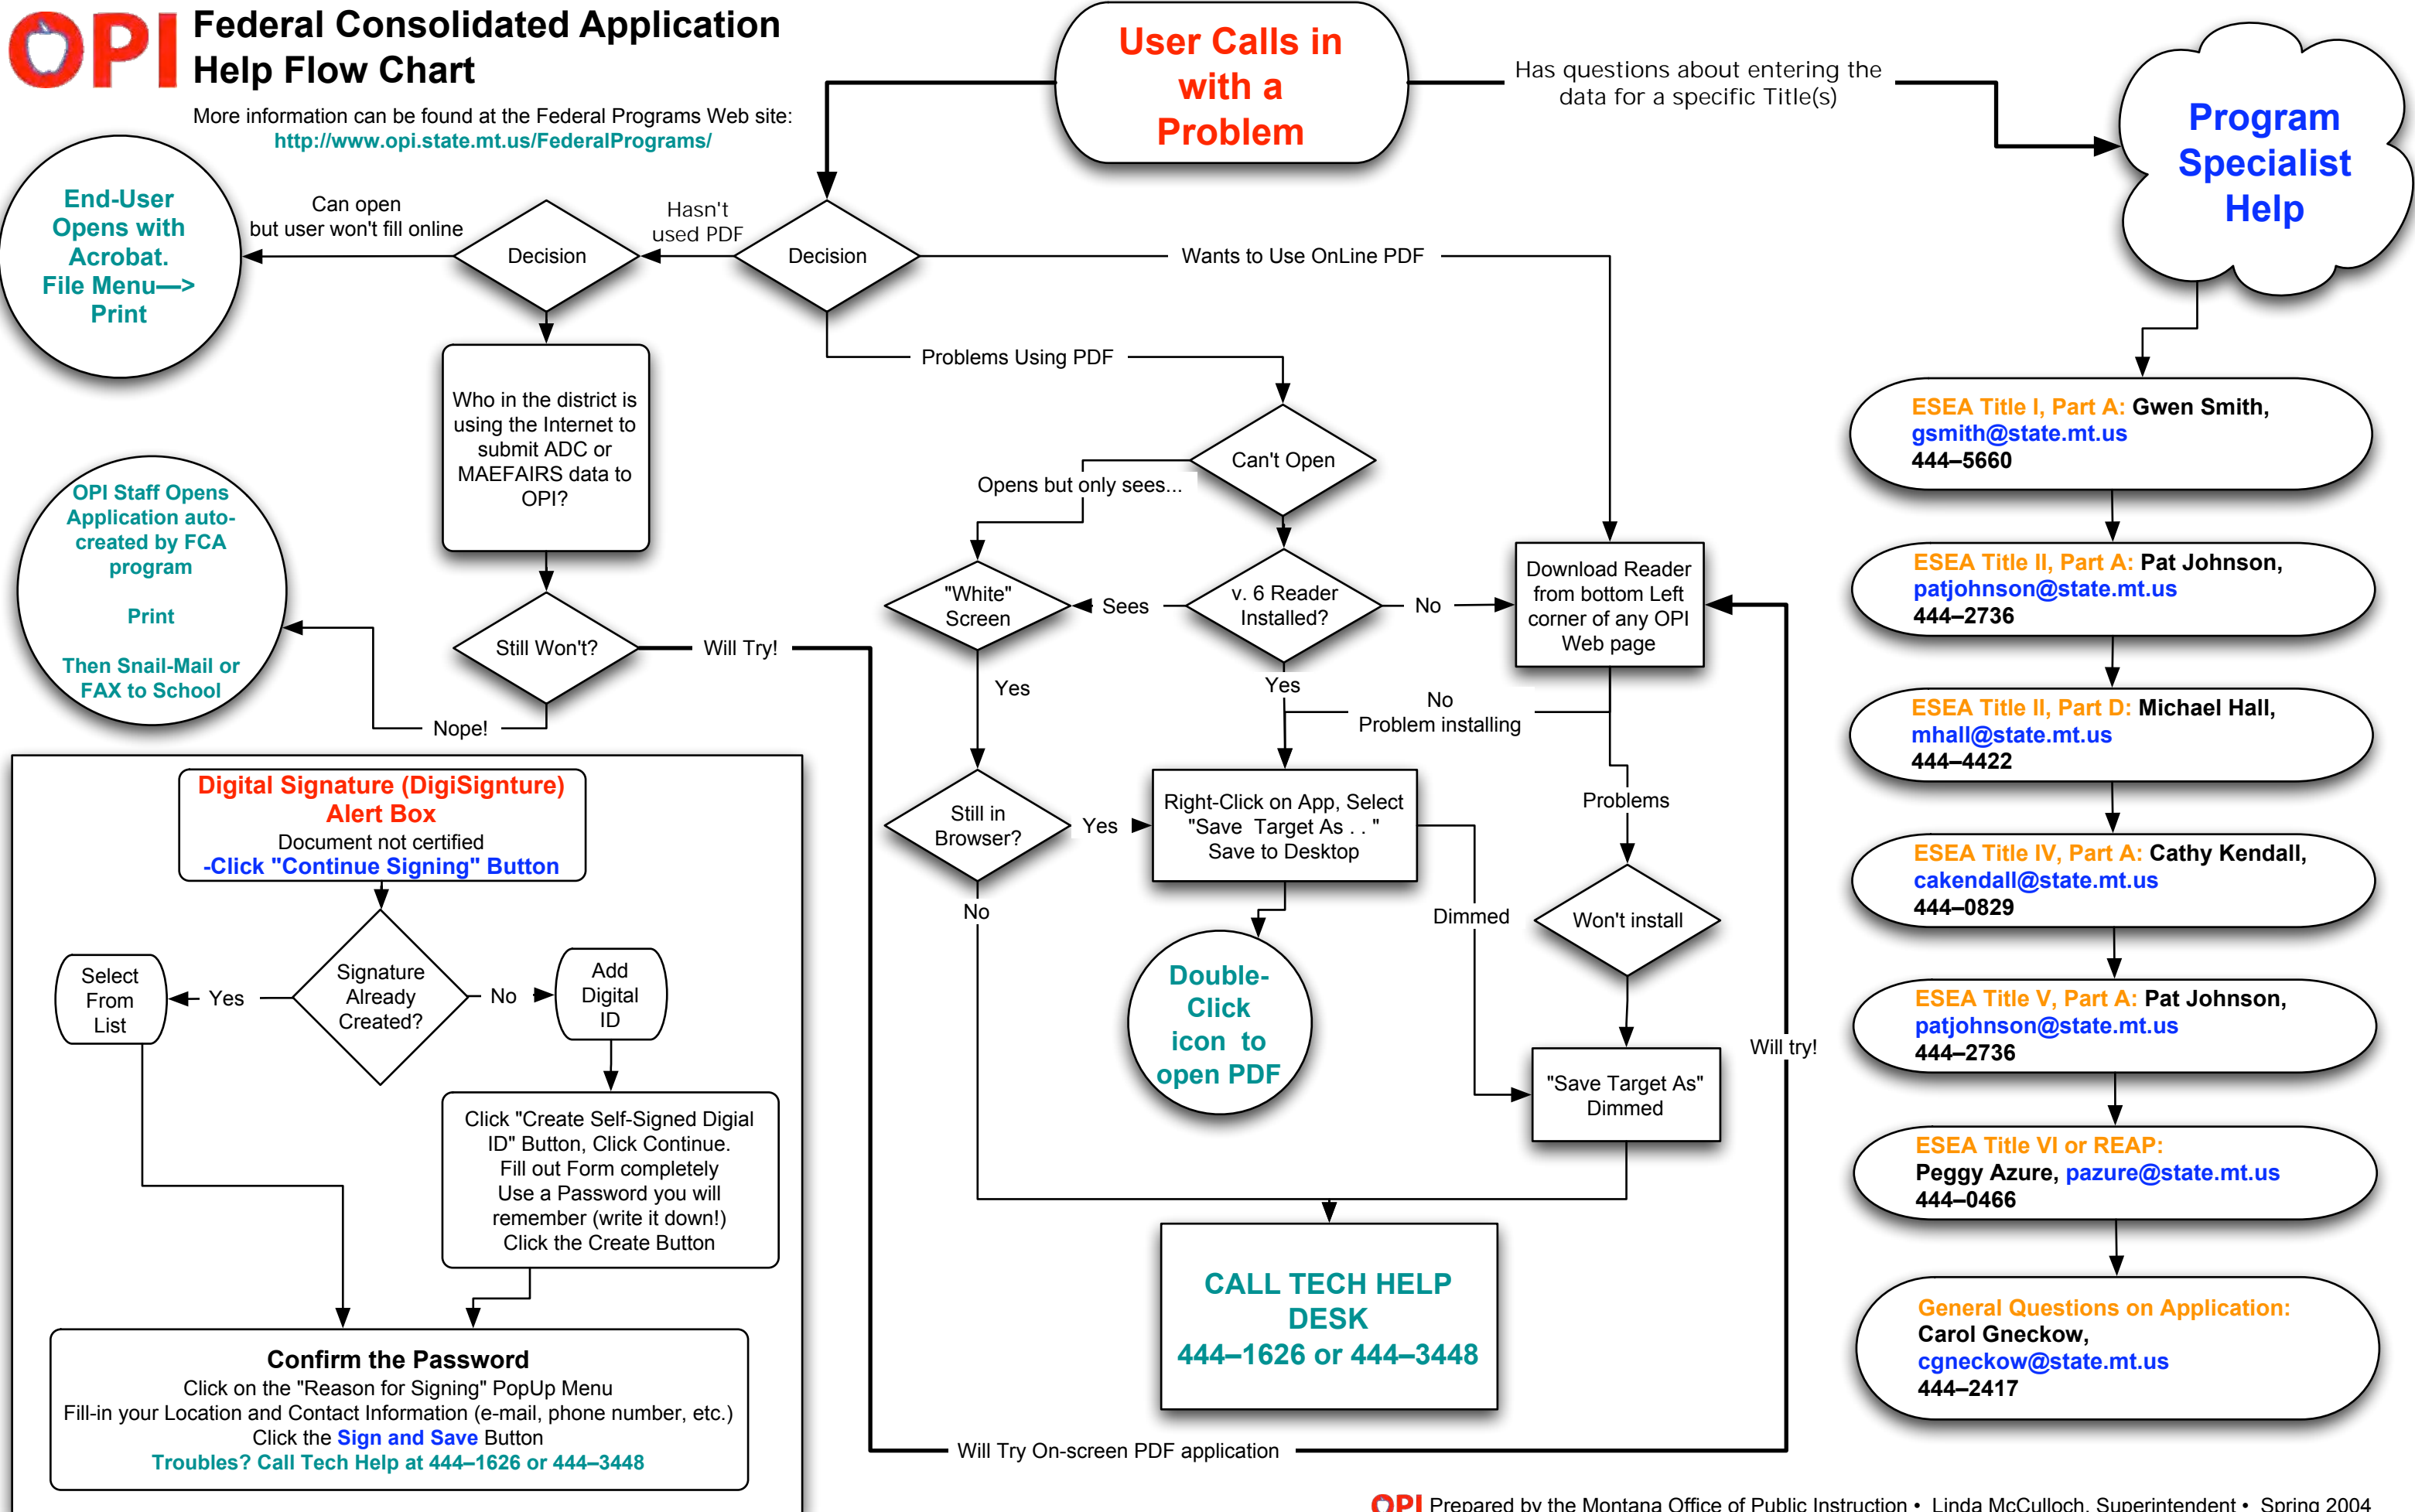 OPI
Federal Consolidated Application
Help Flow Chart
More information can be found at the Federal Programs Web site:
http://www.opi.state.mt.us/FederalPrograms/
User Calls in
with a
Problem
Has questions about entering the
data for a specific Title(s)
Program
Specialist
Help
End-User
Opens with
Acrobat.
File Menu—>
Print
Can open
but user won't fill online
Decision
Hasn't
used PDF
Decision
Wants to Use OnLine PDF
Problems Using PDF
Who in the district is
using the Internet to
submit ADC or
MAEFAIRS data to
OPI?
Can't Open
Opens but only sees...
OPI Staff Opens
Application auto-
created by FCA
program
Print
Then Snail-Mail or
FAX to School
Still Won't?
Will Try!
Nope!
"White"
Screen
Sees
v. 6 Reader
Installed?
No
Download Reader
from bottom Left
corner of any OPI
Web page
Yes
Yes
No
Problem installing
Problems
Still in
Browser?
Yes
Right-Click on App, Select
"Save Target As . . "
Save to Desktop
No
Dimmed
Won't install
Double-
Click
icon to
open PDF
"Save Target As"
Dimmed
Will try!
CALL TECH HELP
DESK
444–1626 or 444–3448
Will Try On-screen PDF application
ESEA Title I, Part A: Gwen Smith,
gsmith@state.mt.us
444–5660
ESEA Title II, Part A: Pat Johnson,
patjohnson@state.mt.us
444–2736
ESEA Title II, Part D: Michael Hall,
mhall@state.mt.us
444–4422
ESEA Title IV, Part A: Cathy Kendall,
cakendall@state.mt.us
444–0829
ESEA Title V, Part A: Pat Johnson,
patjohnson@state.mt.us
444–2736
ESEA Title VI or REAP:
Peggy Azure, pazure@state.mt.us
444–0466
General Questions on Application:
Carol Gneckow,
cgneckow@state.mt.us
444–2417
Digital Signature (DigiSignture)
Alert Box
Document not certified
-Click "Continue Signing" Button
Select
From
List
Yes
Signature
Already
Created?
No
Add
Digital
ID
Click "Create Self-Signed Digial
ID" Button, Click Continue.
Fill out Form completely
Use a Password you will
remember (write it down!)
Click the Create Button
Confirm the Password
Click on the "Reason for Signing" PopUp Menu
Fill-in your Location and Contact Information (e-mail, phone number, etc.)
Click the Sign and Save Button
Troubles? Call Tech Help at 444–1626 or 444–3448
OPI Prepared by the Montana Office of Public Instruction • Linda McCulloch, Superintendent • Spring 2004